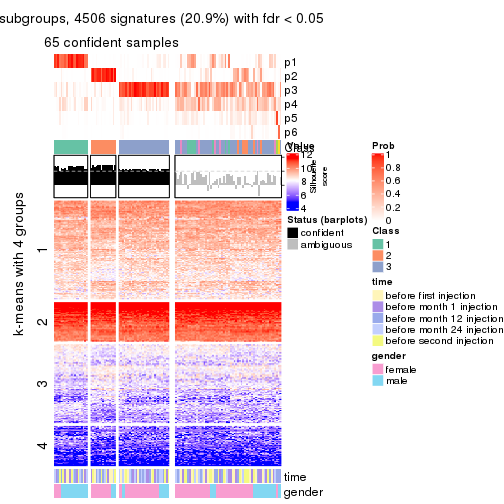 subgroups, 4506 signatures (20.9%) with fdr < 0.05
65 confident samples
p1
p2
p3
p4
p5
p6
Class
Value
12
10
8
6
4
Silhouette
score
Status (barplots)
confident
ambiguous
Prob
1
0.8
0.6
0.4
0.2
0
Class
1
2
3
time
before first injection
before month 1 injection
before month 12 injection
before month 24 injection
before second injection
gender
female
male
k-means with 4 groups
1
2
3
4
time
gender